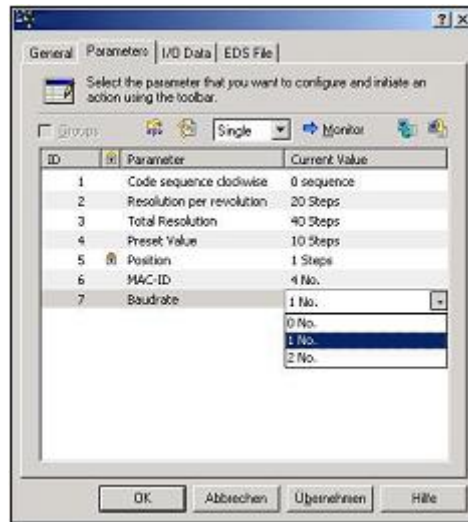 General Parameters I/O Data EDS File
Select the parameter that you want to configure and initiate an
action using the toolbar.
Groups Single Monitor
ID Parameter Current Value
1 Code sequence clockwise 0 sequence
2 Resolution per revolution 20 Steps
3 Total Resolution 40 Steps
4 Preset Value 10 Steps
5 Position 1 Steps
6 MAC-ID 4 No.
7 Baudrate 1 No.
0 No.
1 No.
2 No.
OK Abbrechen Übernehmen Hilfe